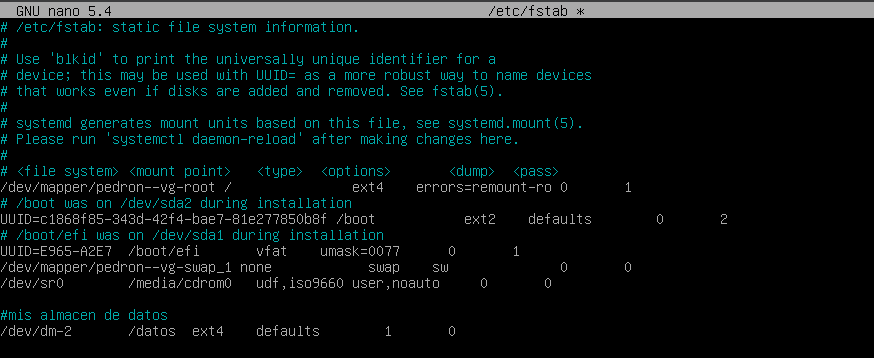 GNU nano 5.4 /etc/fstab *
# /etc/fstab: static file system information.
#
# Use 'blkid' to print the universally unique identifier for a
# device; this may be used with UUID= as a more robust way to name devices
# that works even if disks are added and removed. See fstab(5).
#
# systemd generates mount units based on this file, see systemd.mount(5).
# Please run 'systemctl daemon-reload' after making changes here.
#
# <file system> <mount point> <type> <options> <dump> <pass>
/dev/mapper/pedron--vg-root / ext4 errors=remount-ro 0 1
# /boot was on /dev/sda2 during installation
UUID=c1868f85-343d-42f4-bae7-81e277850b8f /boot ext2 defaults 0 2
# /boot/efi was on /dev/sda1 during installation
UUID=E965-A2E7 /boot/efi vfat umask=0077 0 1
/dev/mapper/pedron--vg-swap_1 none swap sw 0 0
/dev/sr0 /media/cdrom0 udf,iso9660 user,noauto 0 0
#mis almacen de datos
/dev/dm-2 /datos ext4 defaults 1 0